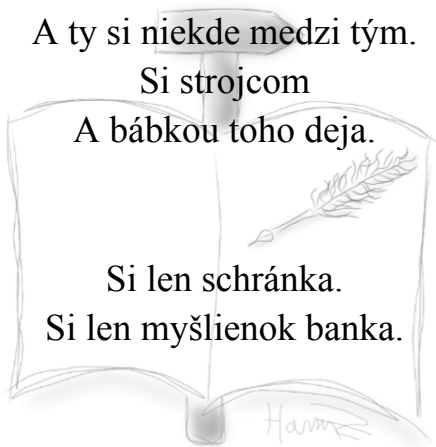 A ty si niekde medzi tým.
Si strojcom
A bábkou toho deja.
Si len schránka.
Si len myšlienok banka.